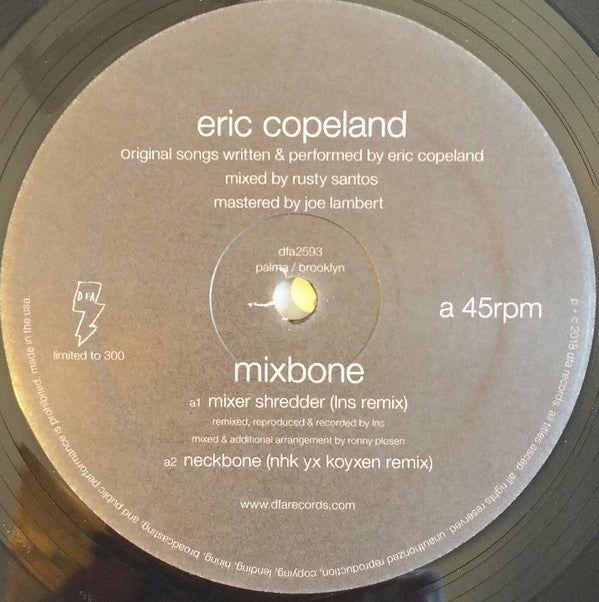 eric copeland
original songs written & performed by eric copeland
mixed by rusty santos
mastered by joe lambert
dfa2593
palma / brooklyn
DFA
limited to 300
a 45rpm
mixbone
a1 mixer shredder (lns remix)
remixed, reproduced & recorded by lns
mixed & additional arrangement by ronny pløsen
a2 neckbone (nhk yx koyxen remix)
www.dfarecords.com
p + c 2018 dfa records. all titles ascap. all rights reserved. unauthorized reproduction, copying, lending, hiring, broadcasting, and public performance is prohibited. made in the usa